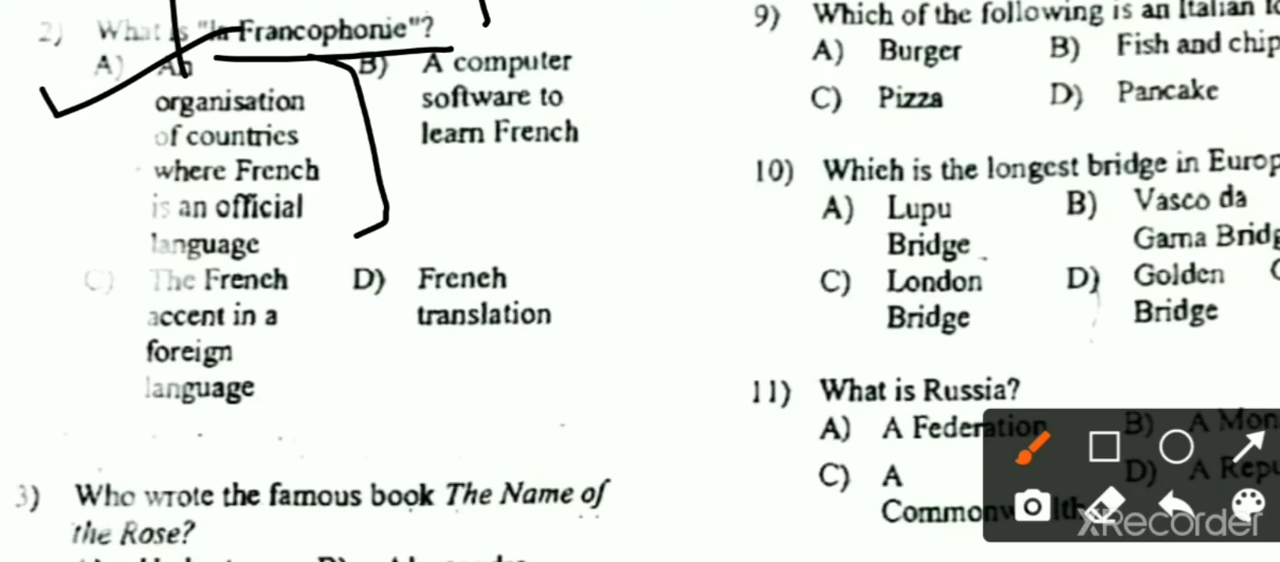 2) What is "la Francophonie"?
A) An organisation of countries where French is an official language
B) A computer software to learn French
C) The French accent in a foreign language
D) French translation
3) Who wrote the famous book The Name of
the Rose?
9) Which of the following is an Italian
A) Burger B) Fish and chip
C) Pizza D) Pancake
10) Which is the longest bridge in Europ
A) Lupu Bridge
B) Vasco da Gama Bridg
C) London Bridge
D) Golden Bridge
11) What is Russia?
A) A Federation B) A Mon
C) A D) A Rep
XRecorder